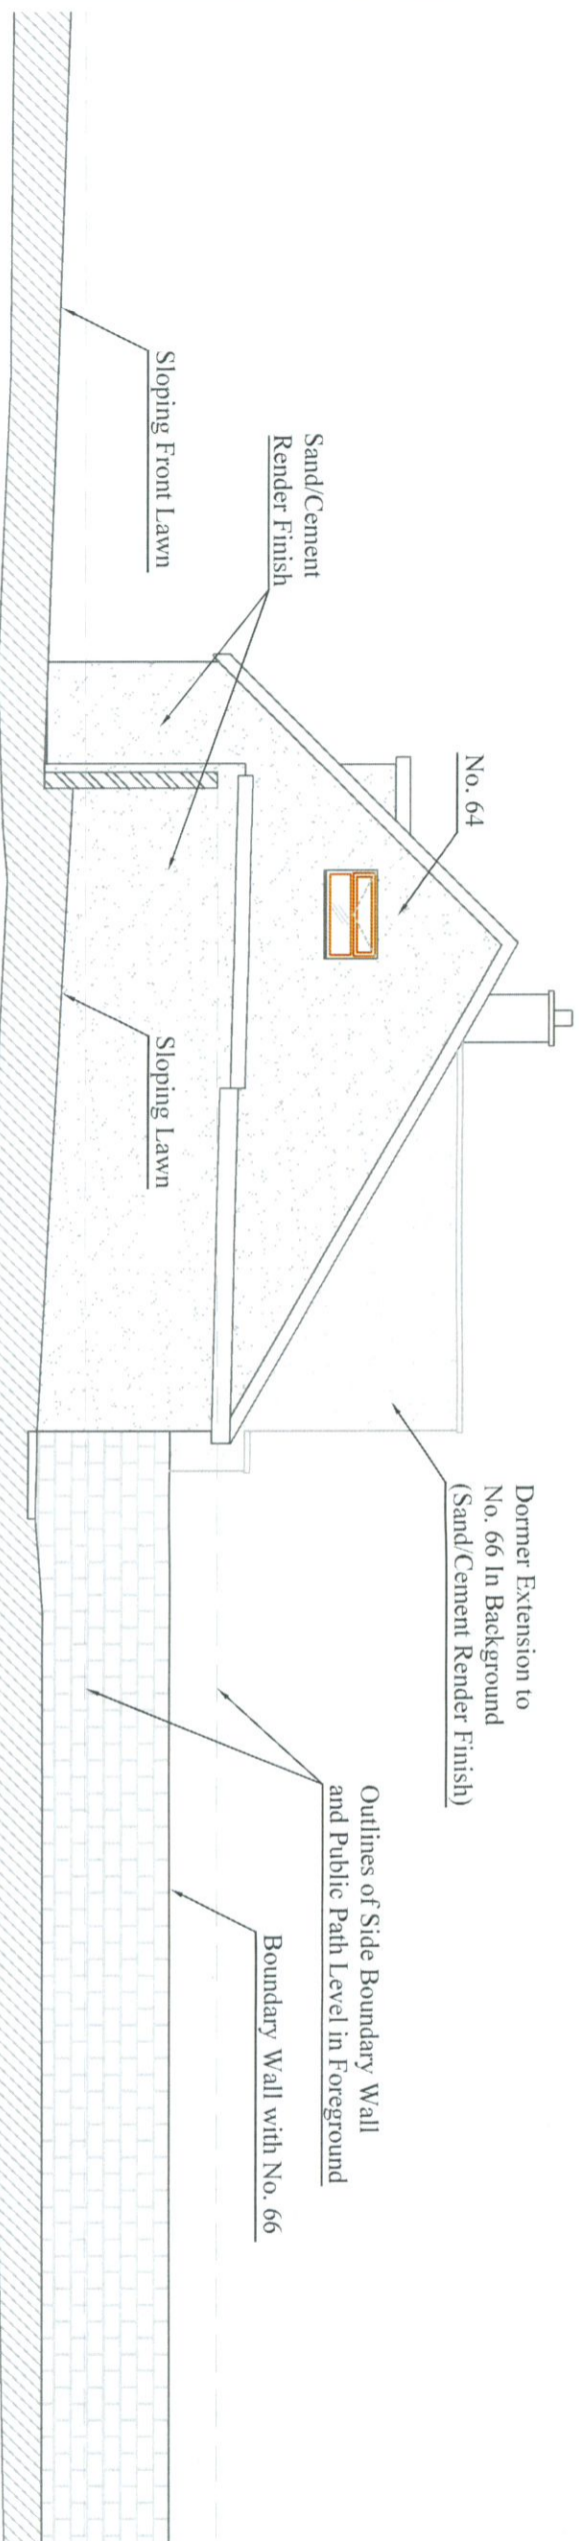 Sloping Front Lawn
Sand/Cement
Render Finish
No. 64
Sloping Lawn
Dormer Extension to
No. 66 In Background
(Sand/Cement Render Finish)
Outlines of Side Boundary Wall
and Public Path Level in Foreground
Boundary Wall with No. 66